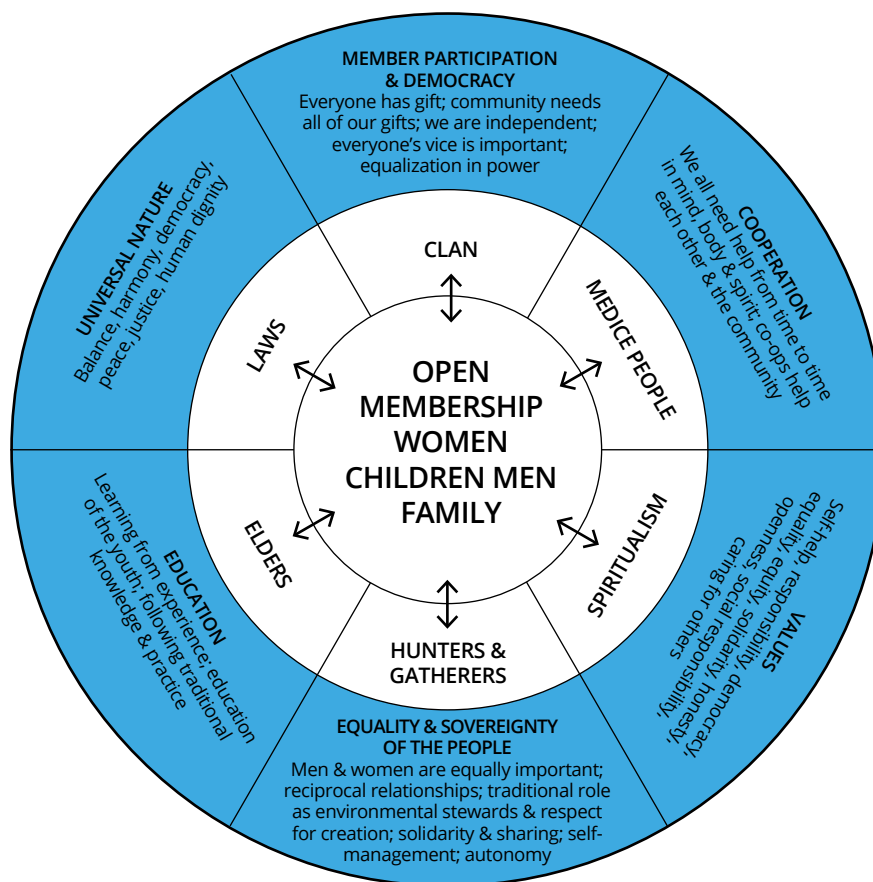 MEMBER PARTICIPATION
& DEMOCRACY
Everyone has gift; community needs
all of our gifts; we are independent;
everyone's vice is important;
equalization in power
COOPERATION
We all need help from time to time
in mind, body & spirit; co-ops help
each other & the community
VALUES
Self-help, responsibility, democracy,
equality, equity, solidarity, honesty,
openness, social responsibility,
caring for others
EQUALITY & SOVEREIGNTY
OF THE PEOPLE
Men & women are equally important;
reciprocal relationships; traditional role
as environmental stewards & respect
for creation; solidarity & sharing; self-
management; autonomy
EDUCATION
Learning from experience; education
of the youth; following traditional
knowledge & practice
UNIVERSAL NATURE
Balance, harmony, democracy,
peace, justice, human dignity
CLAN
MEDICE PEOPLE
SPIRITUALISM
HUNTERS &
GATHERERS
ELDERS
LAWS
OPEN
MEMBERSHIP
WOMEN
CHILDREN MEN
FAMILY